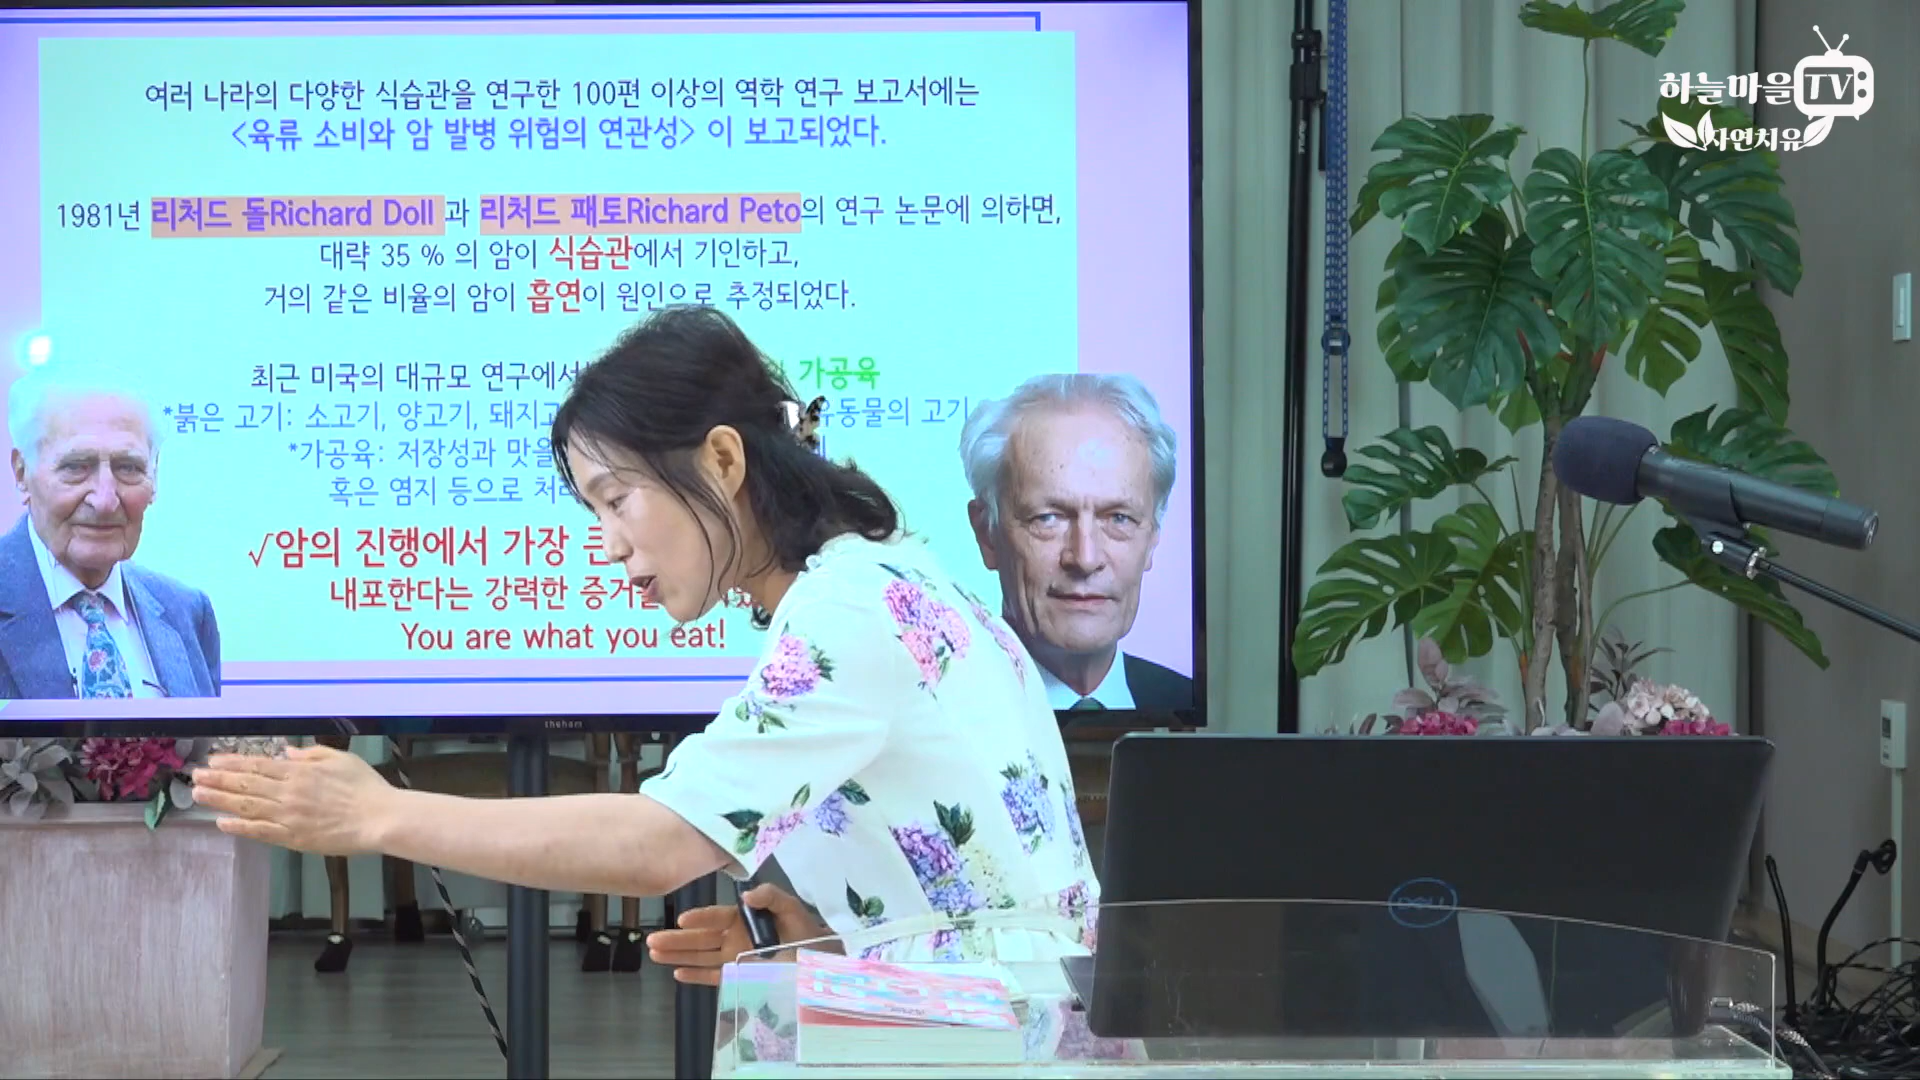 여러 나라의 다양한 식습관을 연구한 100편 이상의 역학 연구 보고서에는
<육류 소비와 암 발병 위험의 연관성> 이 보고되었다.
1981년 리처드 돌Richard Doll 과 리처드 패토Richard Peto의 연구 논문에 의하면,
대략 35 % 의 암이 식습관에서 기인하고,
거의 같은 비율의 암이 흡연이 원인으로 추정되었다.
최근 미국의 대규모 연구에서 가공육
*붉은 고기: 소고기, 양고기, 돼지고 유동물의 고기
*가공육: 저장성과 맛을
혹은 염지 등으로 처리
√암의 진행에서 가장 큰
내포한다는 강력한 증거를
You are what you eat!
하늘마을TV
자연치유
theham
DELL